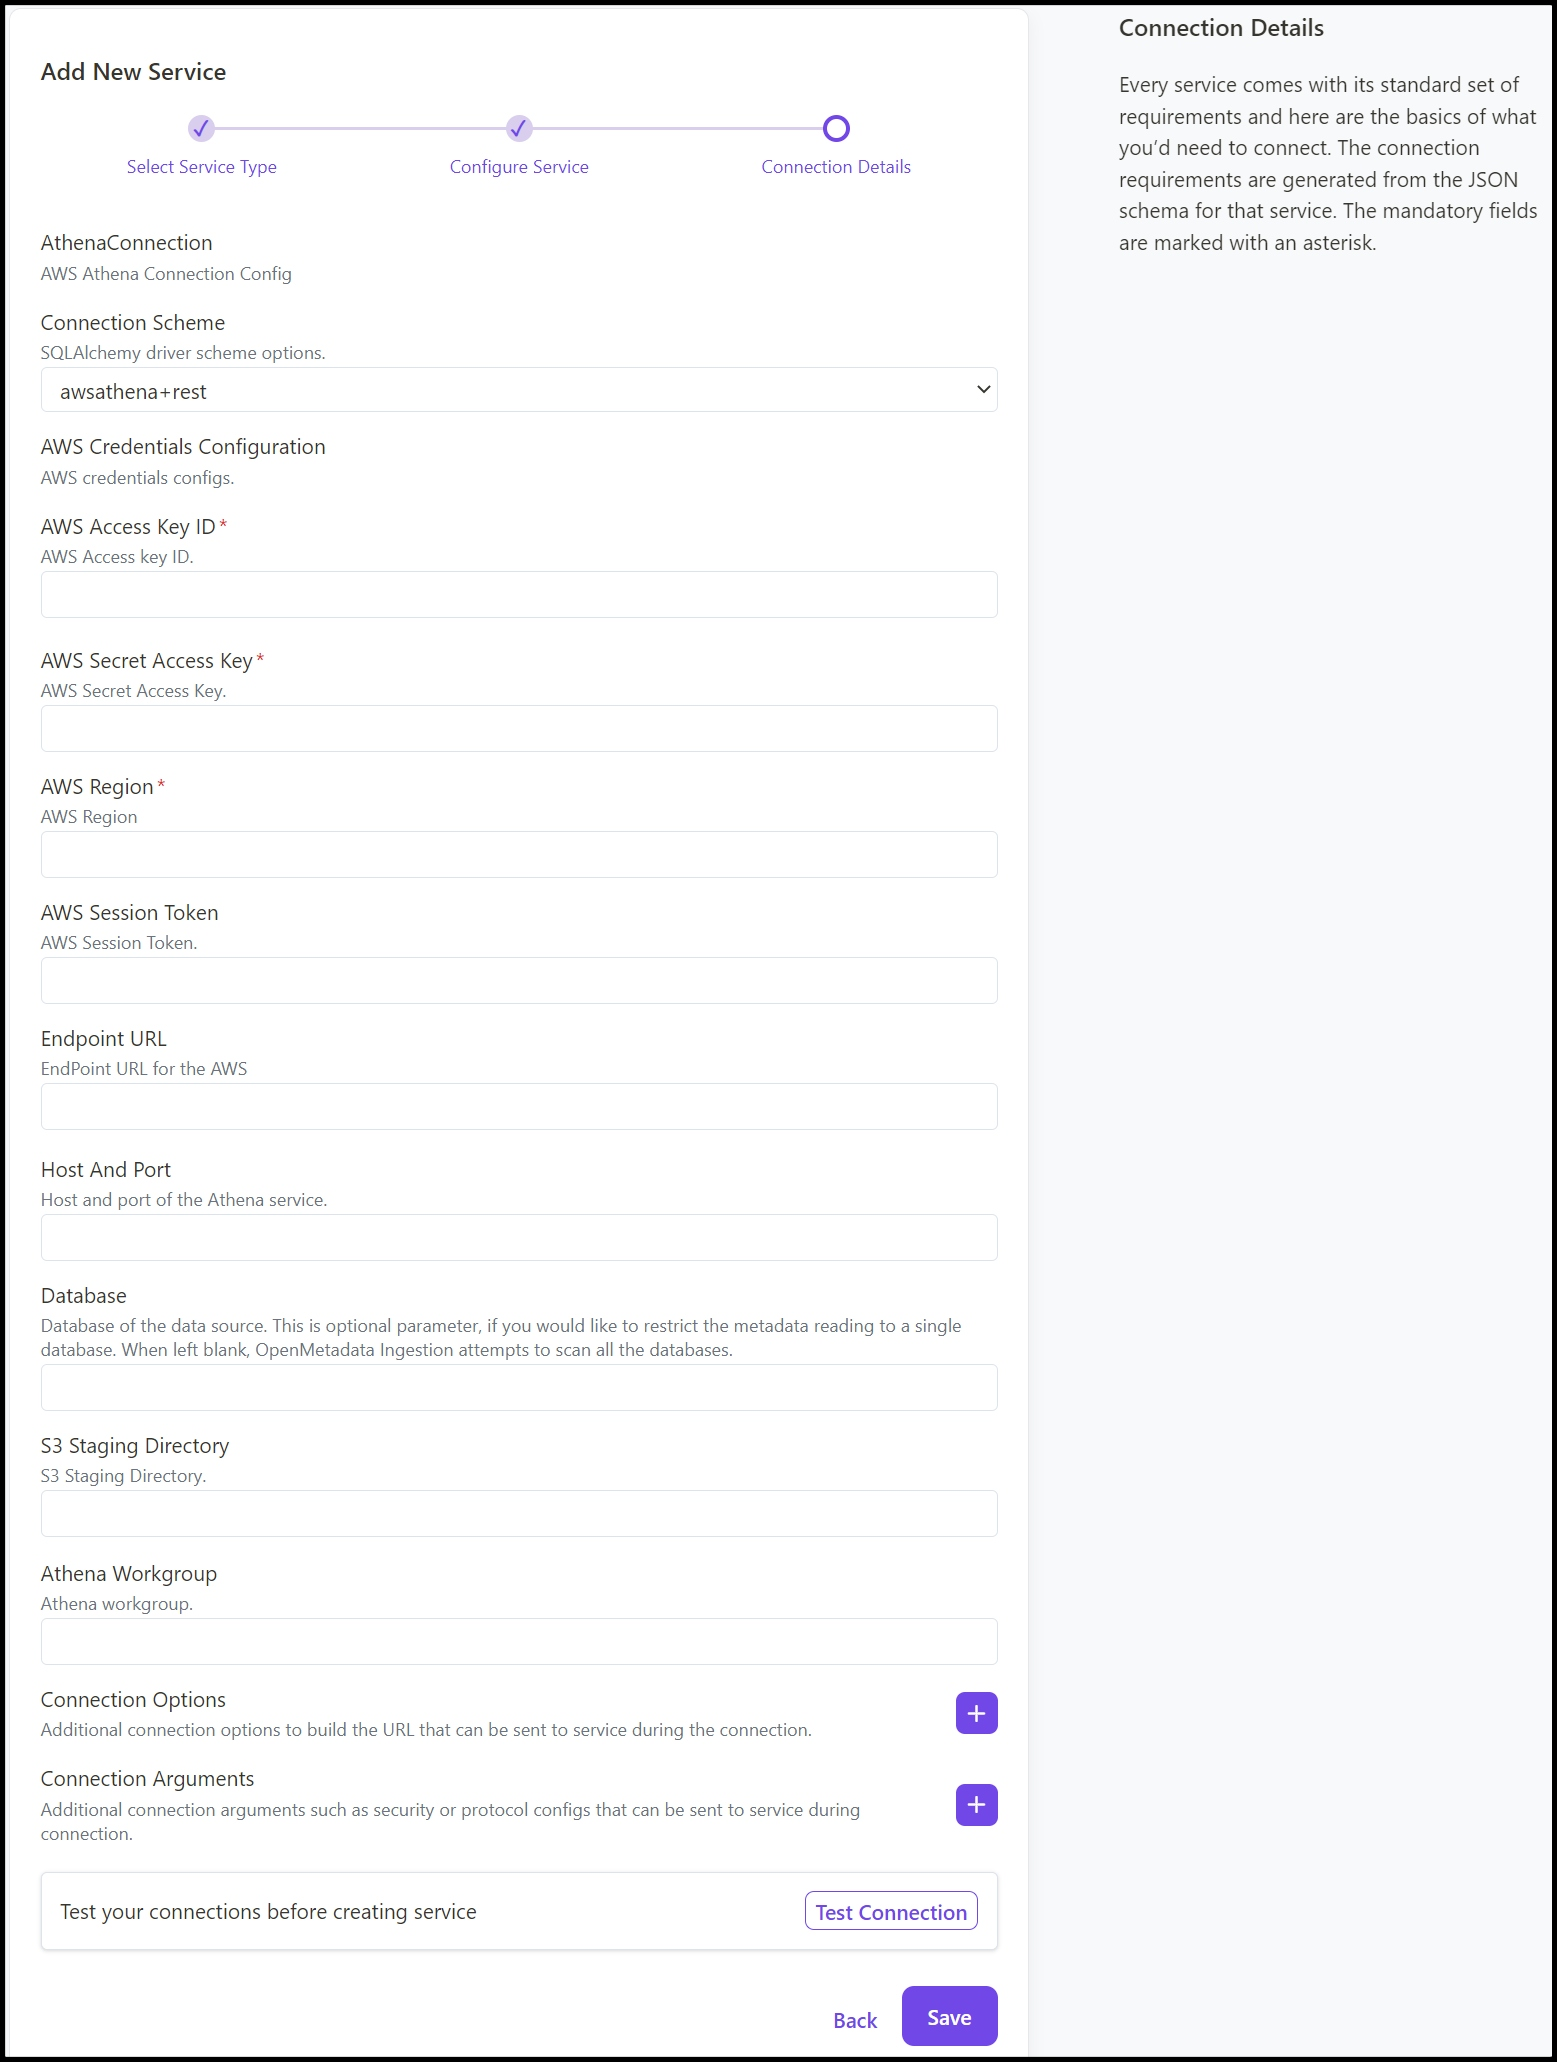 Add New Service
Select Service Type
Configure Service
Connection Details
AthenaConnection
AWS Athena Connection Config
Connection Scheme
SQLAlchemy driver scheme options.
awsathena+rest
AWS Credentials Configuration
AWS credentials configs.
AWS Access Key ID*
AWS Access key ID.
AWS Secret Access Key*
AWS Secret Access Key.
AWS Region*
AWS Region
AWS Session Token
AWS Session Token.
Endpoint URL
EndPoint URL for the AWS
Host And Port
Host and port of the Athena service.
Database
Database of the data source. This is optional parameter, if you would like to restrict the metadata reading to a single
database. When left blank, OpenMetadata Ingestion attempts to scan all the databases.
S3 Staging Directory
S3 Staging Directory.
Athena Workgroup
Athena workgroup.
Connection Options
Additional connection options to build the URL that can be sent to service during the connection.
Connection Arguments
Additional connection arguments such as security or protocol configs that can be sent to service during
connection.
Test your connections before creating service
Test Connection
Back
Save
Connection Details
Every service comes with its standard set of
requirements and here are the basics of what
you’d need to connect. The connection
requirements are generated from the JSON
schema for that service. The mandatory fields
are marked with an asterisk.